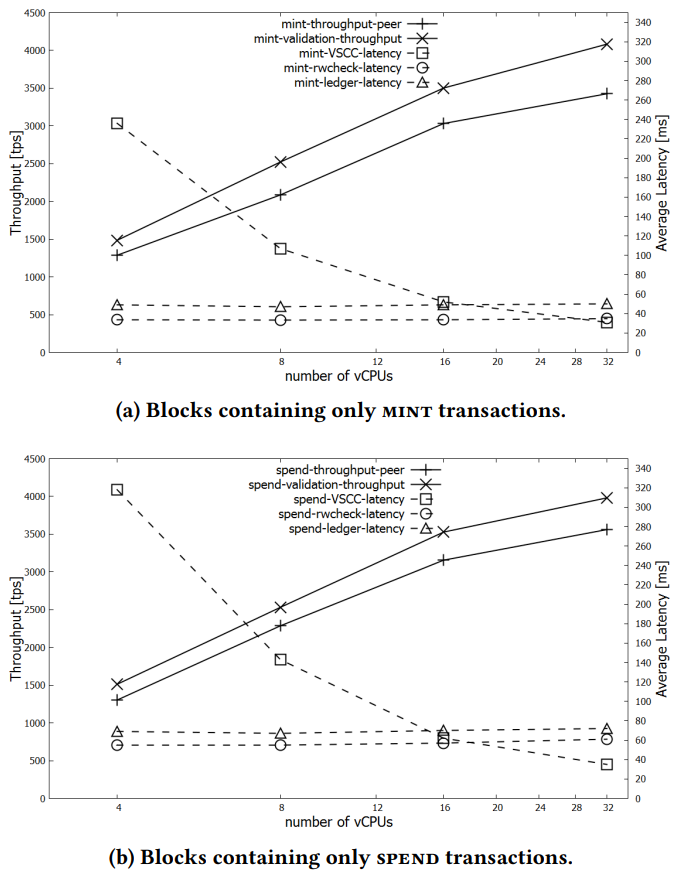 mint-throughput-peer
mint-validation-throughput
mint-VSCC-latency
mint-rwcheck-latency
mint-ledger-latency
Throughput [tps]
4500
4000
3500
3000
2500
2000
1500
1000
500
0
Average Latency [ms]
340
320
300
280
260
240
220
200
180
160
140
120
100
80
60
40
20
0
4 8 12 16 20 24 28 32
number of vCPUs
(a) Blocks containing only MINT transactions.
spend-throughput-peer
spend-validation-throughput
spend-VSCC-latency
spend-rwcheck-latency
spend-ledger-latency
Throughput [tps]
4500
4000
3500
3000
2500
2000
1500
1000
500
0
Average Latency [ms]
340
320
300
280
260
240
220
200
180
160
140
120
100
80
60
40
20
0
4 8 12 16 20 24 28 32
number of vCPUs
(b) Blocks containing only SPEND transactions.